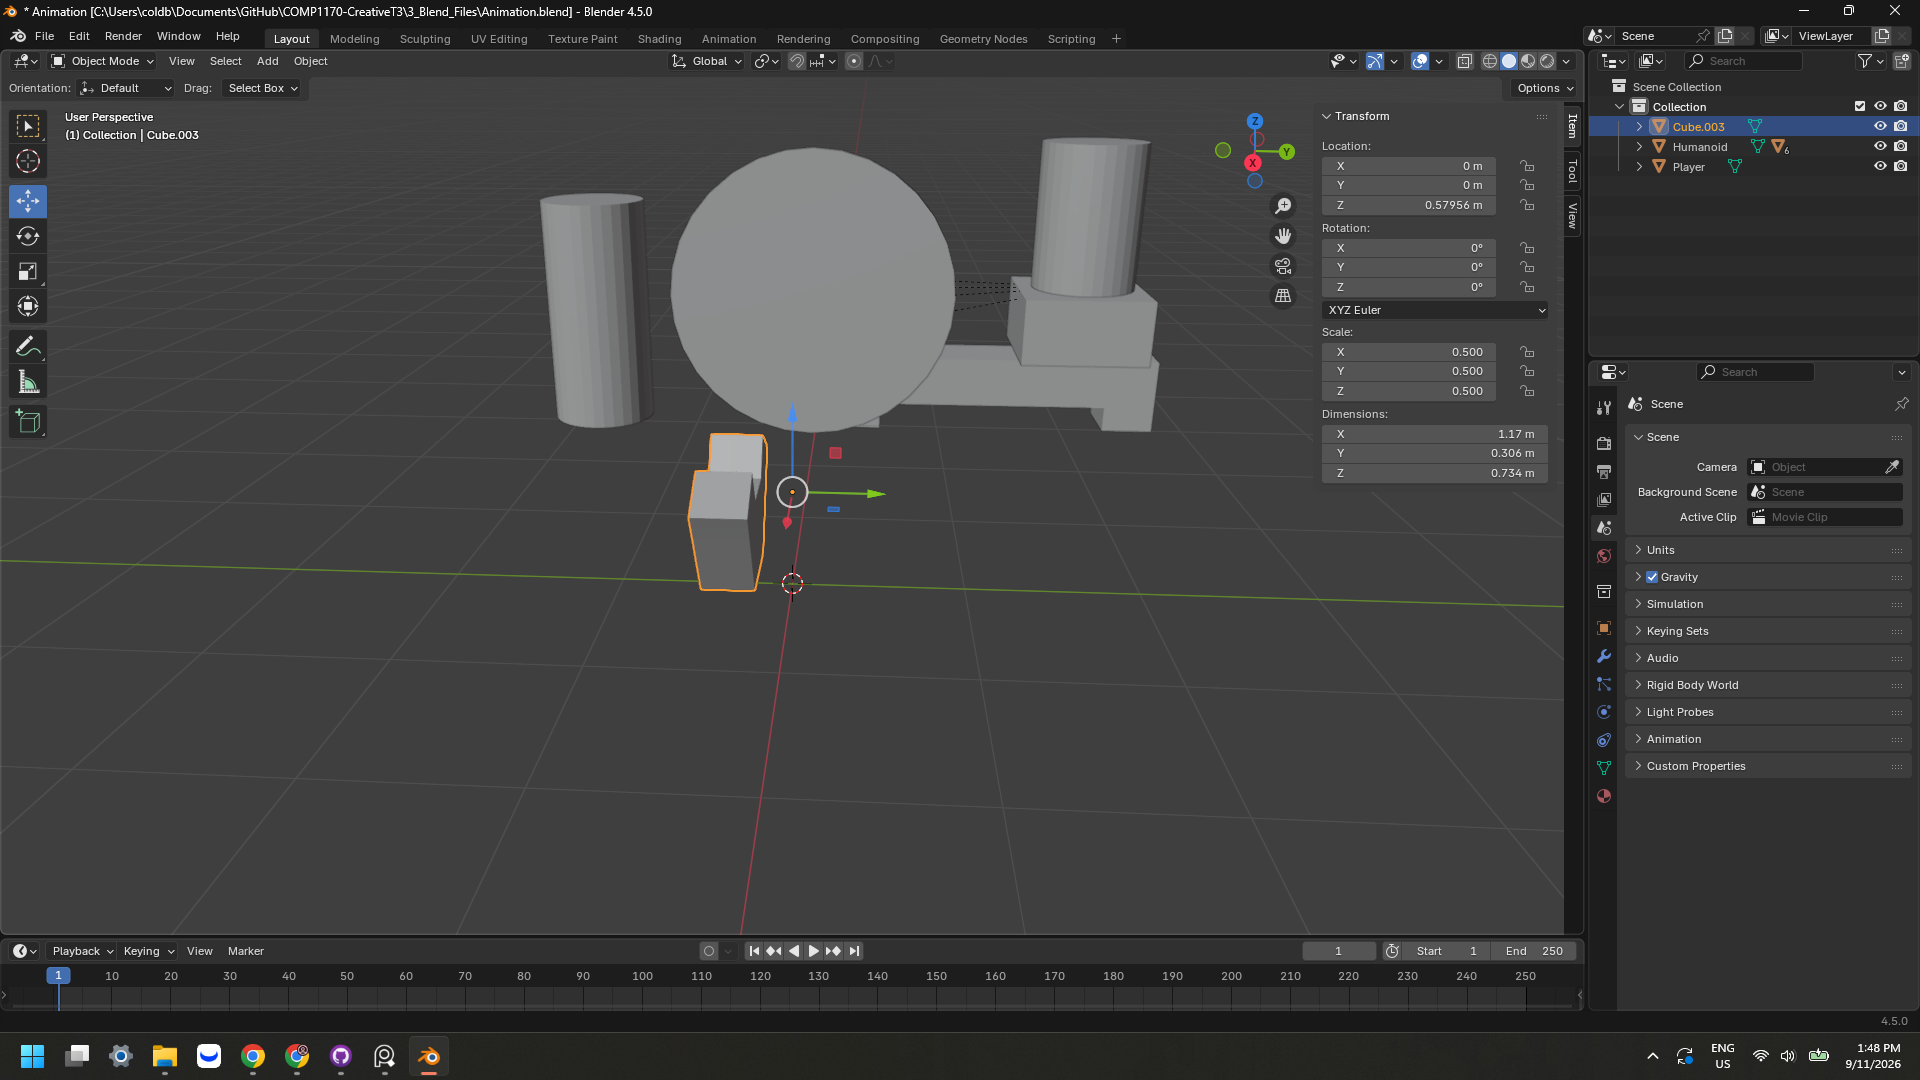 * Animation [C:\Users\coldb\Documents\GitHub\COMP1170-CreativeT3\3_Blend_Files\Animation.blend] - Blender 4.5.0
File Edit Render Window Help
Layout Modeling Sculpting UV Editing Texture Paint Shading Animation Rendering Compositing Geometry Nodes Scripting +
Scene
ViewLayer
Object Mode View Select Add Object
Global
Search
Orientation: Default Drag: Select Box
Options
User Perspective
(1) Collection | Cube.003
Z
Y
X
Item
Tool
View
Transform
Location:
X 0 m
Y 0 m
Z 0.57956 m
Rotation:
X 0°
Y 0°
Z 0°
XYZ Euler
Scale:
X 0.500
Y 0.500
Z 0.500
Dimensions:
X 1.17 m
Y 0.306 m
Z 0.734 m
Scene Collection
Collection
Cube.003
Humanoid 6
Player
Search
Scene
Scene
Camera Object
Background Scene Scene
Active Clip Movie Clip
Units
Gravity
Simulation
Keying Sets
Audio
Rigid Body World
Light Probes
Animation
Custom Properties
Playback Keying View Marker
1
Start 1 End 250
1 10 20 30 40 50 60 70 80 90 100 110 120 130 140 150 160 170 180 190 200 210 220 230 240 250
4.5.0
ENG
US
1:48 PM
9/11/2026